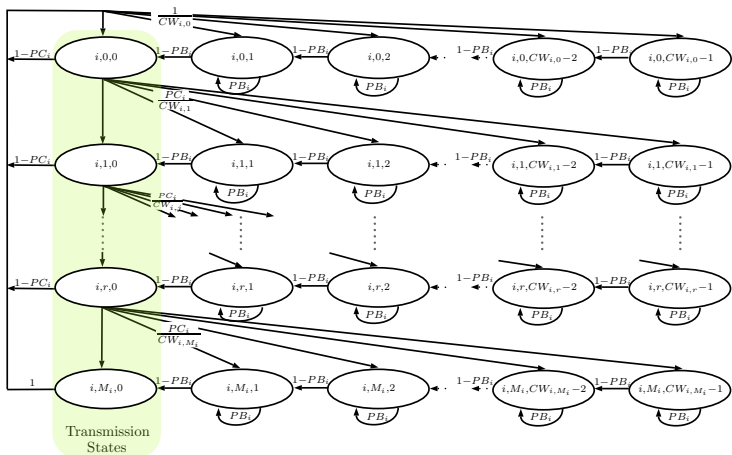 1
CW_{i,0}
1−PC_i
i,0,0
1−PB_i
i,0,1
1−PB_i
i,0,2
1−PB_i
i,0,CW_{i,0}−2
1−PB_i
i,0,CW_{i,0}−1
PB_i
PB_i
PB_i
PB_i
PC_i
CW_{i,1}
1−PC_i
i,1,0
1−PB_i
i,1,1
1−PB_i
i,1,2
1−PB_i
i,1,CW_{i,1}−2
1−PB_i
i,1,CW_{i,1}−1
PB_i
PB_i
PB_i
PB_i
PC_i
CW_{i,j}
1−PC_i
i,r,0
1−PB_i
i,r,1
1−PB_i
i,r,2
1−PB_i
i,r,CW_{i,r}−2
1−PB_i
i,r,CW_{i,r}−1
PB_i
PB_i
PB_i
PB_i
PC_i
CW_{i,M_i}
1
i,M_i,0
1−PB_i
i,M_i,1
1−PB_i
i,M_i,2
1−PB_i
i,M_i,CW_{i,M_i}−2
1−PB_i
i,M_i,CW_{i,M_i}−1
PB_i
PB_i
PB_i
PB_i
Transmission
States